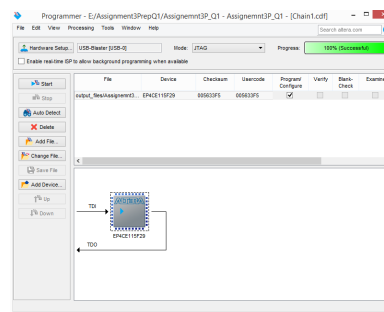 Programmer - E:/Assignment3PrepQ1/Assignemnt3P_Q1 - Assignemnt3P_Q1 - [Chain1.cdf]
File Edit View Processing Tools Window Help
Search altera.com
Hardware Setup... USB-Blaster [USB-0] Mode: JTAG Progress: 100% (Successful)
Enable real-time ISP to allow background programming when available
File Device Checksum Usercode Program/ Configure Verify Blank- Check Examine
Start
output_files/Assignemnt3... EP4CE115F29 005633F5 005633F5
Stop
Auto Detect
Delete
Add File...
Change File...
Save File
Add Device...
Up
Down
TDI
EP4CE115F29
TDO